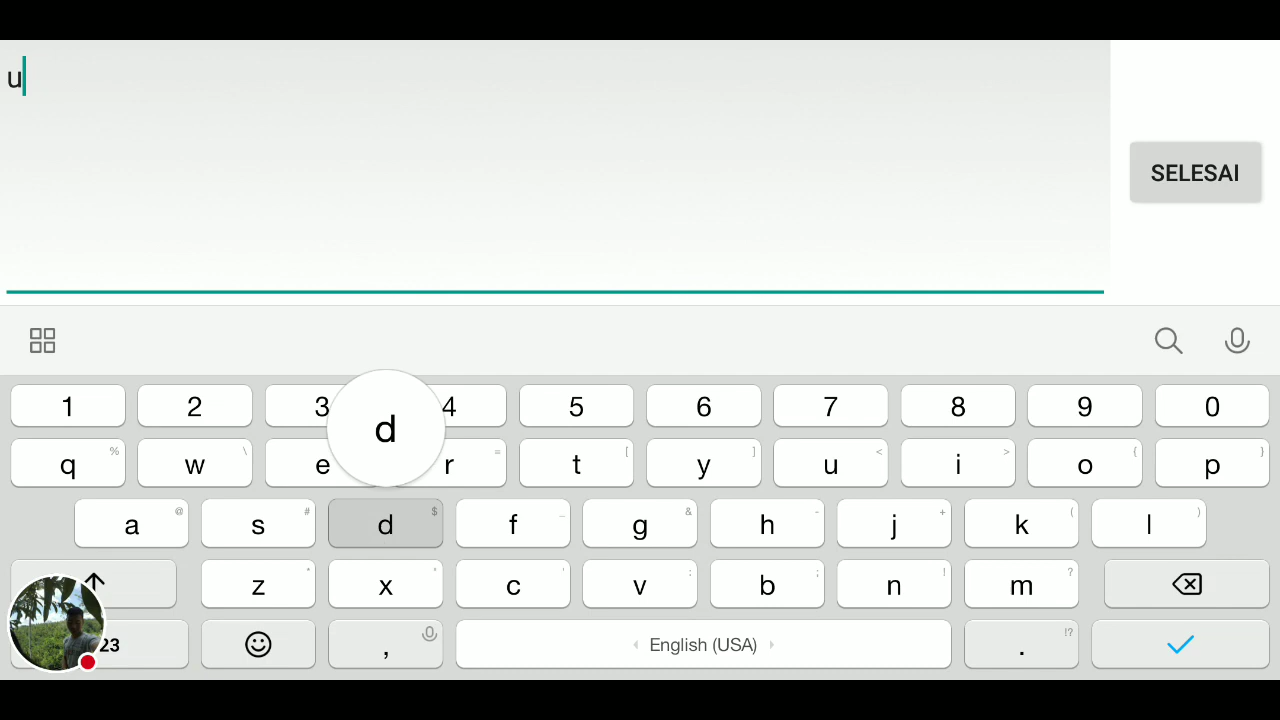 u
SELESAI
1 2 3 4 5 6 7 8 9 0
d
q % w \ e r = t [ y ] u < i > o { p }
a @ s # d $ f _ g & h - j + k ( l )
z x c ' v : b ; n ! m ?
23 , English (USA) . !?